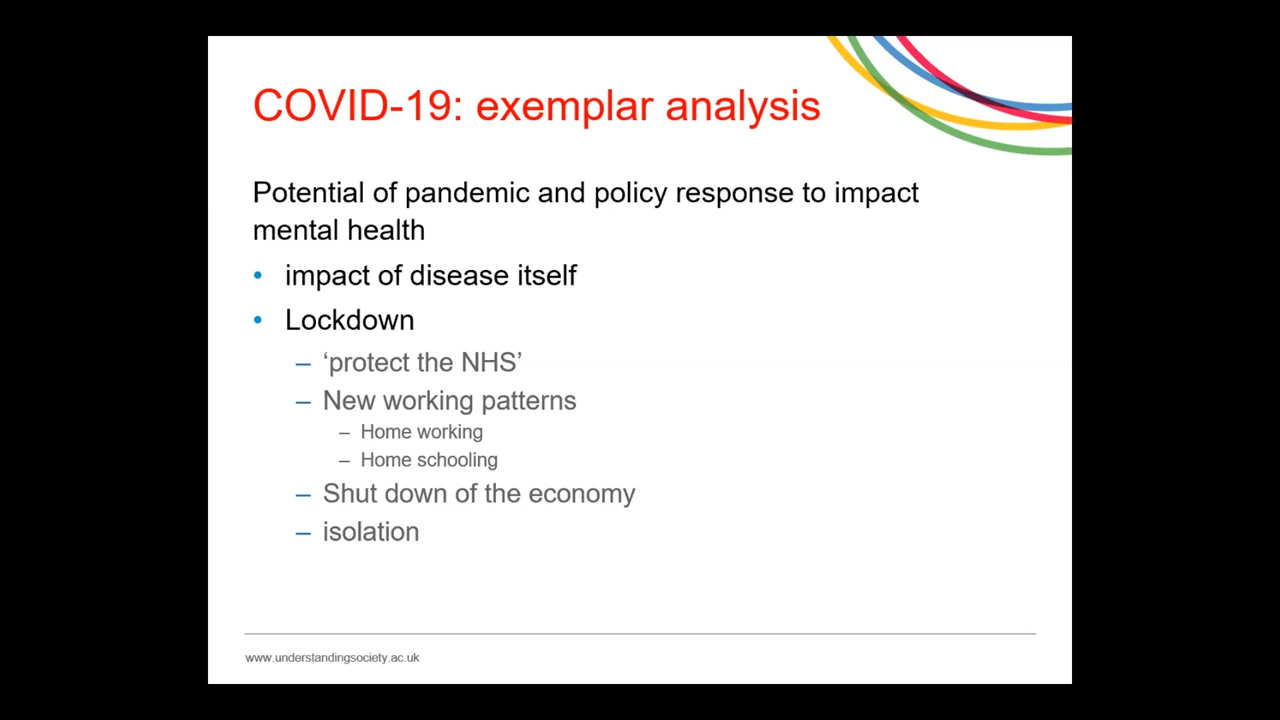 COVID-19: exemplar analysis
Potential of pandemic and policy response to impact
mental health
• impact of disease itself
• Lockdown
– ‘protect the NHS’
– New working patterns
– Home working
– Home schooling
– Shut down of the economy
– isolation
www.understandingsociety.ac.uk